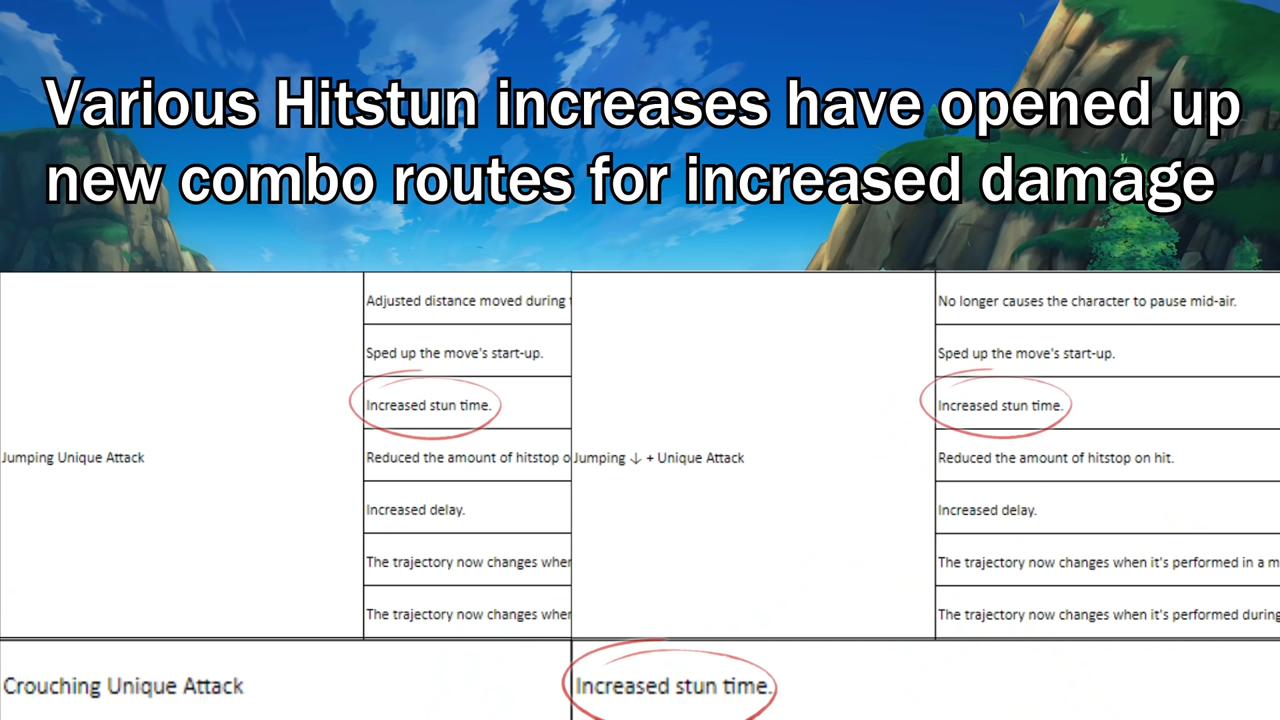 Various Hitstun increases have opened up
new combo routes for increased damage
Jumping Unique Attack
Adjusted distance moved during
Sped up the move's start-up.
Increased stun time.
Reduced the amount of hitstop o
Increased delay.
The trajectory now changes wher
The trajectory now changes wher
Jumping ↓ + Unique Attack
No longer causes the character to pause mid-air.
Sped up the move's start-up.
Increased stun time.
Reduced the amount of hitstop on hit.
Increased delay.
The trajectory now changes when it's performed in a m
The trajectory now changes when it's performed during
Crouching Unique Attack
Increased stun time.